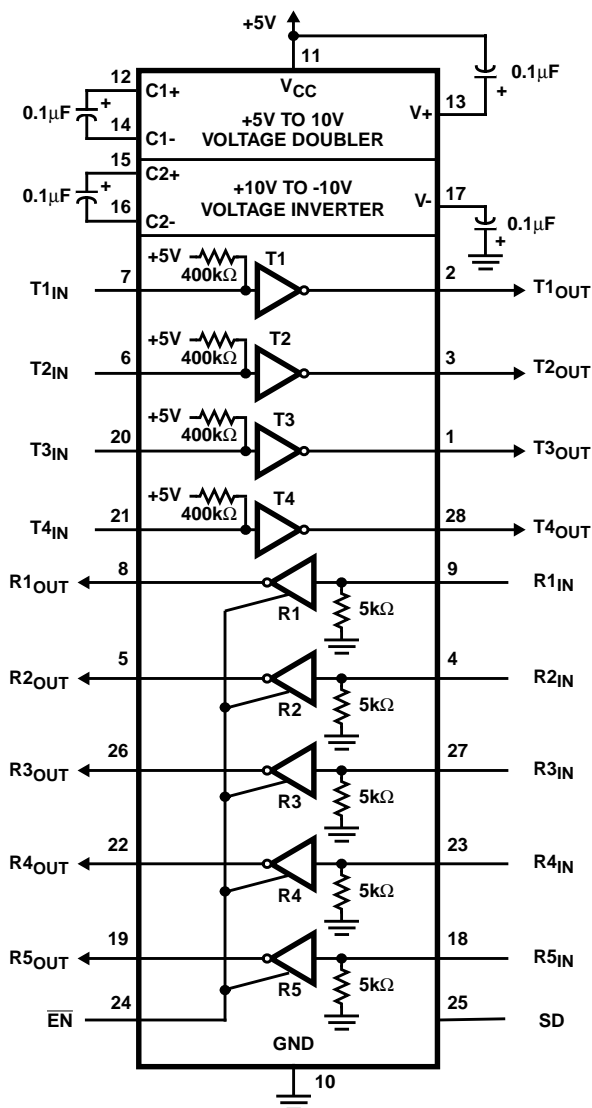 +5V
11
VCC
12
C1+
0.1μF
+
14
C1-
+5V TO 10V
VOLTAGE DOUBLER
V+
13
0.1μF
+
15
C2+
0.1μF
+
16
C2-
+10V TO -10V
VOLTAGE INVERTER
V-
17
0.1μF
+
T1IN
7
+5V
400kΩ
T1
2
T1OUT
T2IN
6
+5V
400kΩ
T2
3
T2OUT
T3IN
20
+5V
400kΩ
T3
1
T3OUT
T4IN
21
+5V
400kΩ
T4
28
T4OUT
R1OUT
8
R1
5kΩ
9
R1IN
R2OUT
5
R2
5kΩ
4
R2IN
R3OUT
26
R3
5kΩ
27
R3IN
R4OUT
22
R4
5kΩ
23
R4IN
R5OUT
19
R5
5kΩ
18
R5IN
E̅N̅
24
25
SD
GND
10